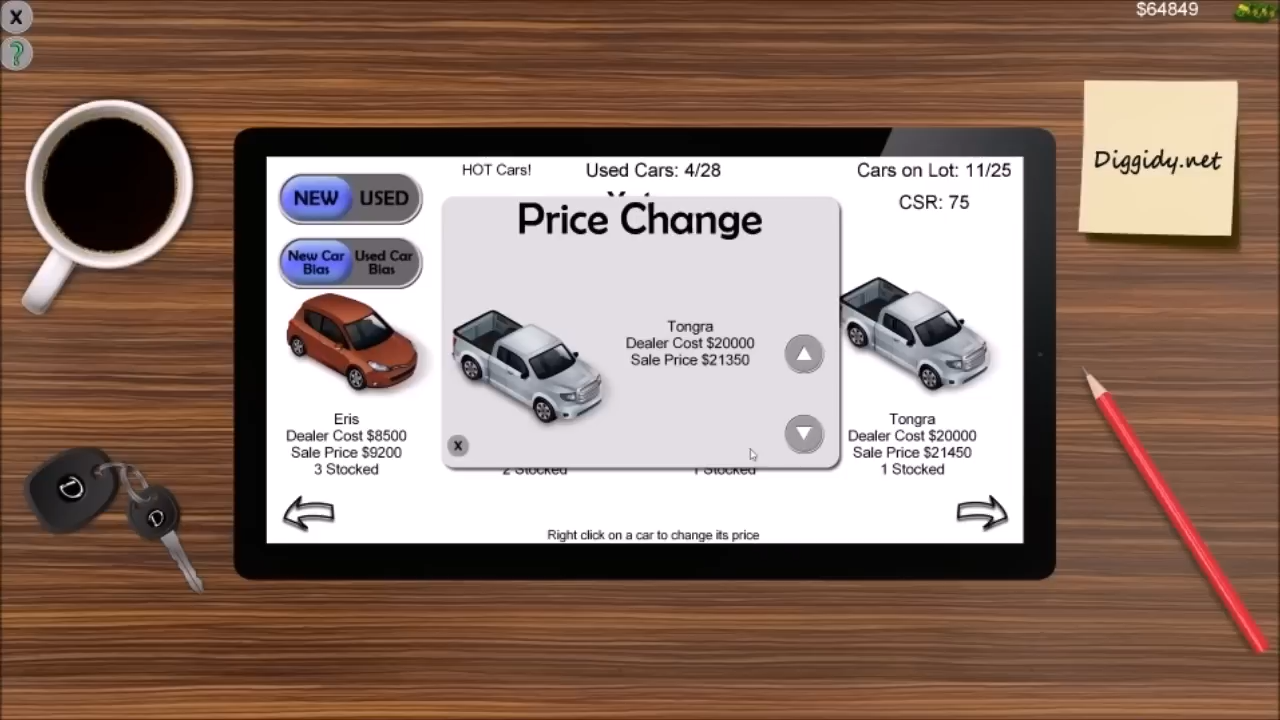 X
$64849
?
HOT Cars!
Used Cars: 4/28
Cars on Lot: 11/25
CSR: 75
NEW USED
New Car Bias
Used Car Bias
Price Change
Tongra
Dealer Cost $20000
Sale Price $21350
X
Eris
Dealer Cost $8500
Sale Price $9200
3 Stocked
2 Stocked
1 Stocked
Tongra
Dealer Cost $20000
Sale Price $21450
1 Stocked
Right click on a car to change its price
Diggidy.net
D
D